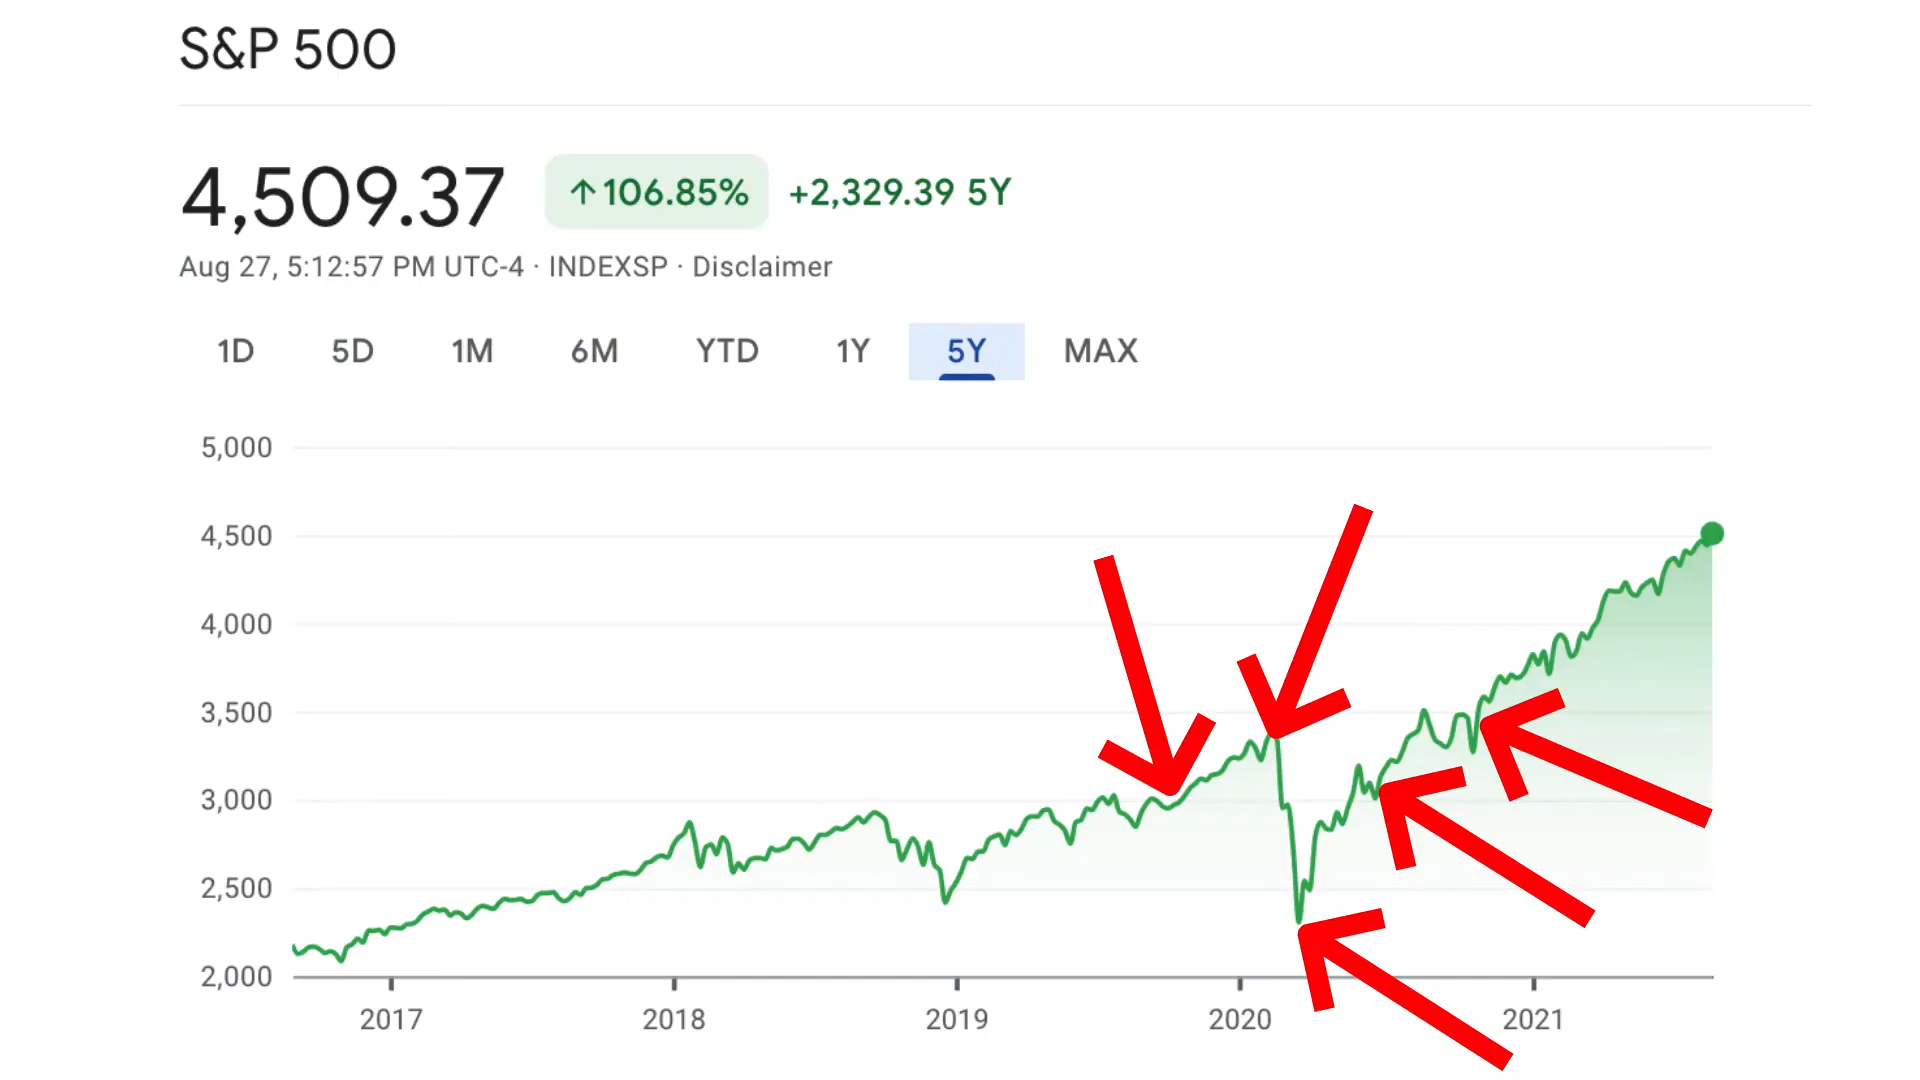 S&P 500
4,509.37 ↑106.85% +2,329.39 5Y
Aug 27, 5:12:57 PM UTC-4 · INDEXSP · Disclaimer
1D 5D 1M 6M YTD 1Y 5Y MAX
5,000
4,500
4,000
3,500
3,000
2,500
2,000
2017 2018 2019 2020 2021